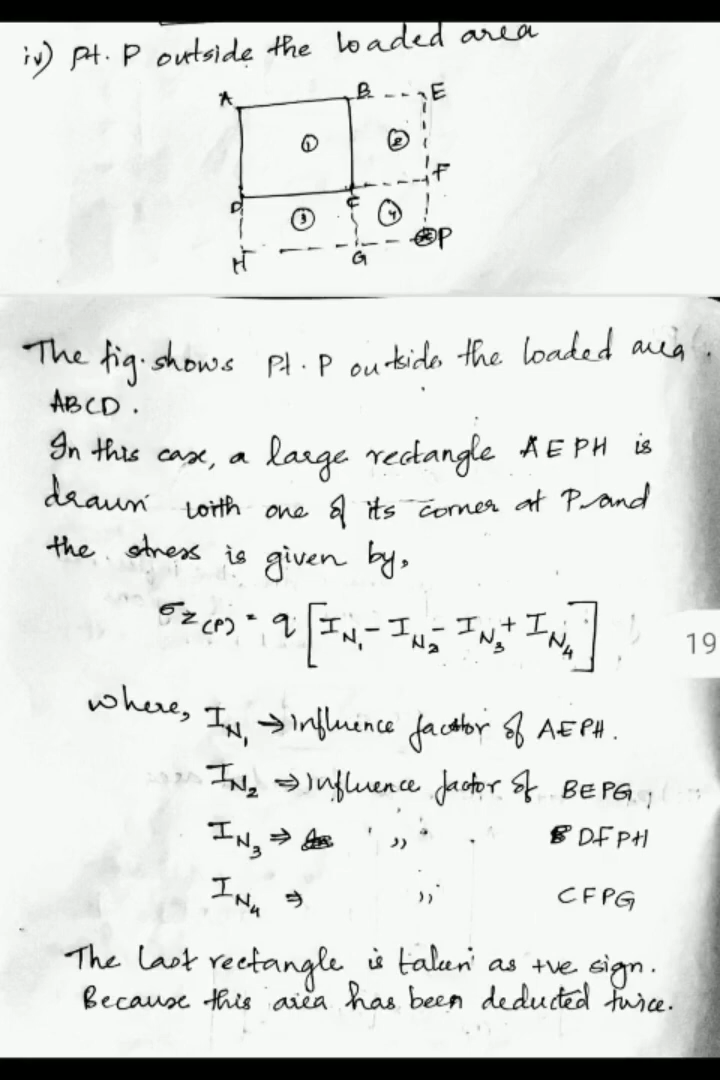 iv) pt. P outside the loaded area
A B E
① ②
D C F
③ ④
H G P
The fig. shows Pt. P outside the loaded area
ABCD.
In this case, a large rectangle AEPH is
drawn with one of its corner at P and
the stress is given by,
σz(P) = q [IN1 - IN2 - IN3 + IN4]
19
where, IN1 → influence factor of AEPH.
IN2 ⇒ influence factor of BEPG,
IN3 ⇒ ,, DFPH
IN4 ⇒ ,, CFPG
The last rectangle is taken as +ve sign.
Because this area has been deducted twice.